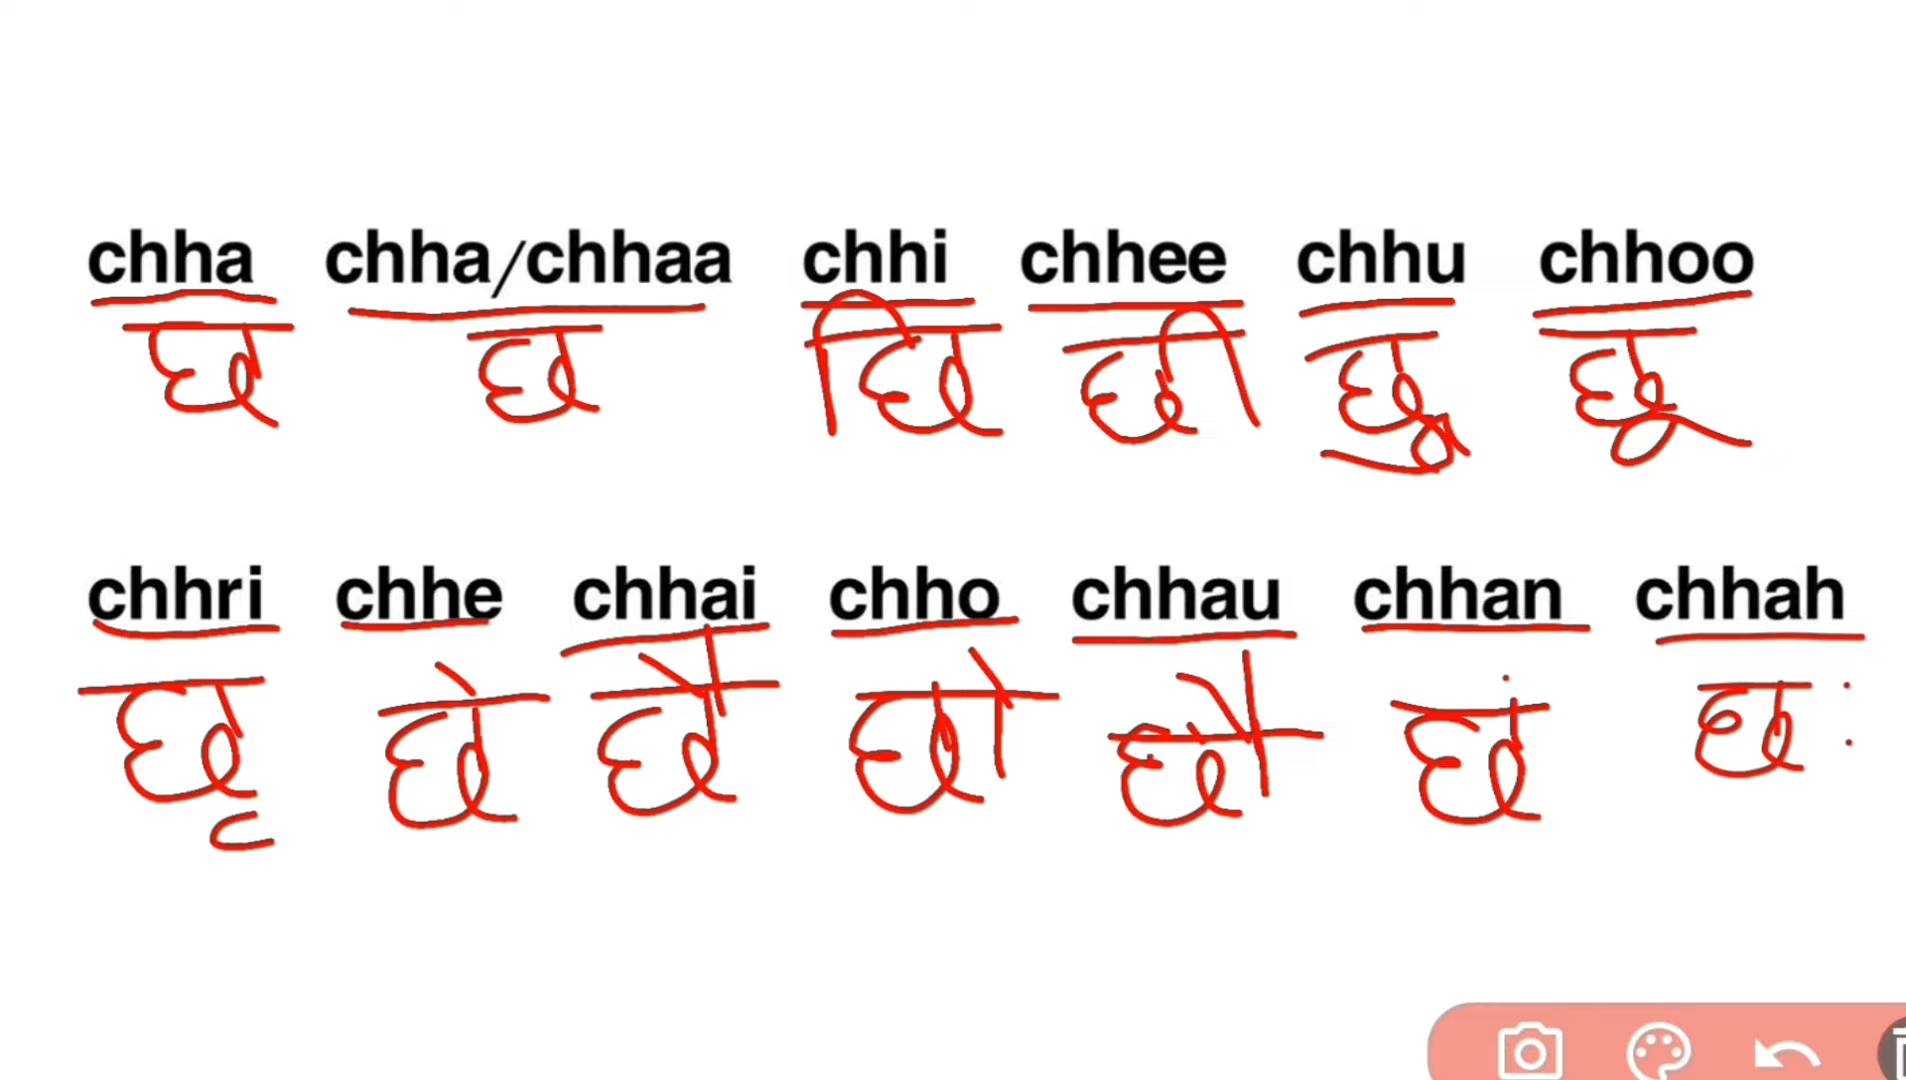 chha chha/chhaa chhi chhee chhu chhoo
छ छ छि छी छु छू
chhri chhe chhai chho chhau chhan chhah
छृ छे छै छो छौ छं छः